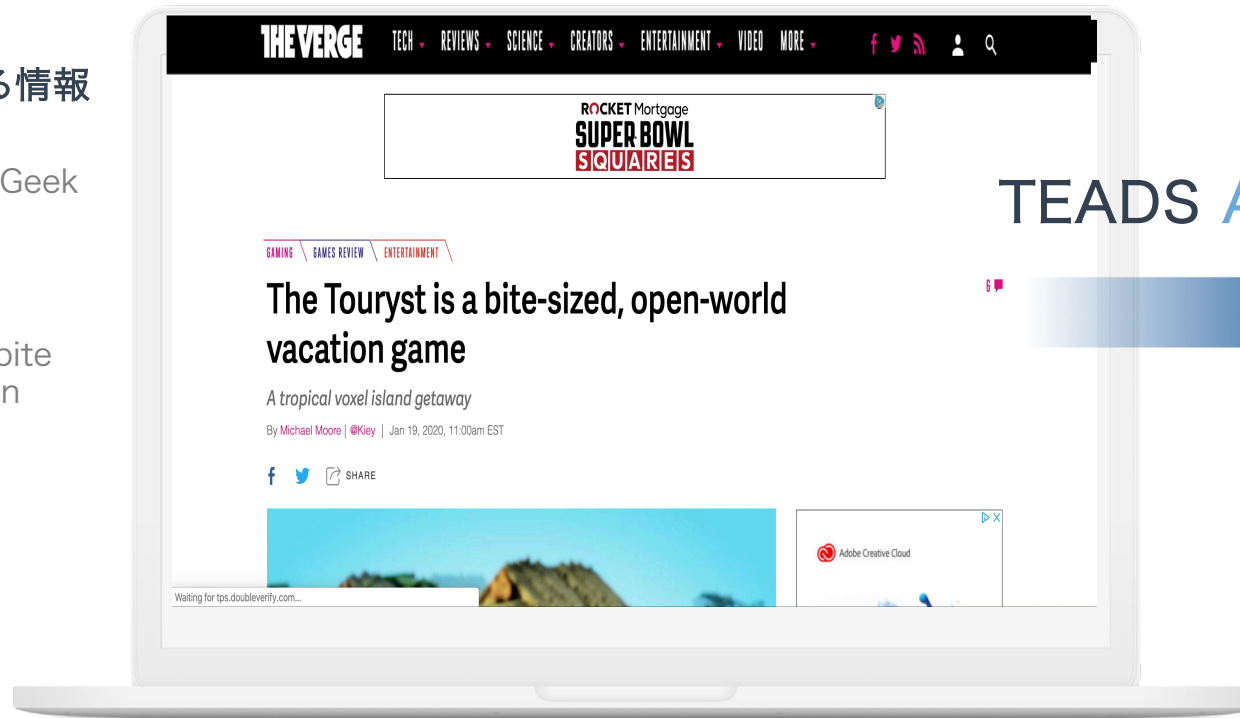 る情報
Geek
bite
n
THE VERGE TECH REVIEWS SCIENCE CREATORS ENTERTAINMENT VIDEO MORE
ROCKET Mortgage
SUPER BOWL
SQUARES
GAMING GAMES REVIEW ENTERTAINMENT
The Touryst is a bite-sized, open-world
vacation game
6
A tropical voxel island getaway
By Michael Moore | @Kiey | Jan 19, 2020, 11:00am EST
SHARE
Adobe Creative Cloud
Waiting for tps.doubleverify.com...
TEADS A